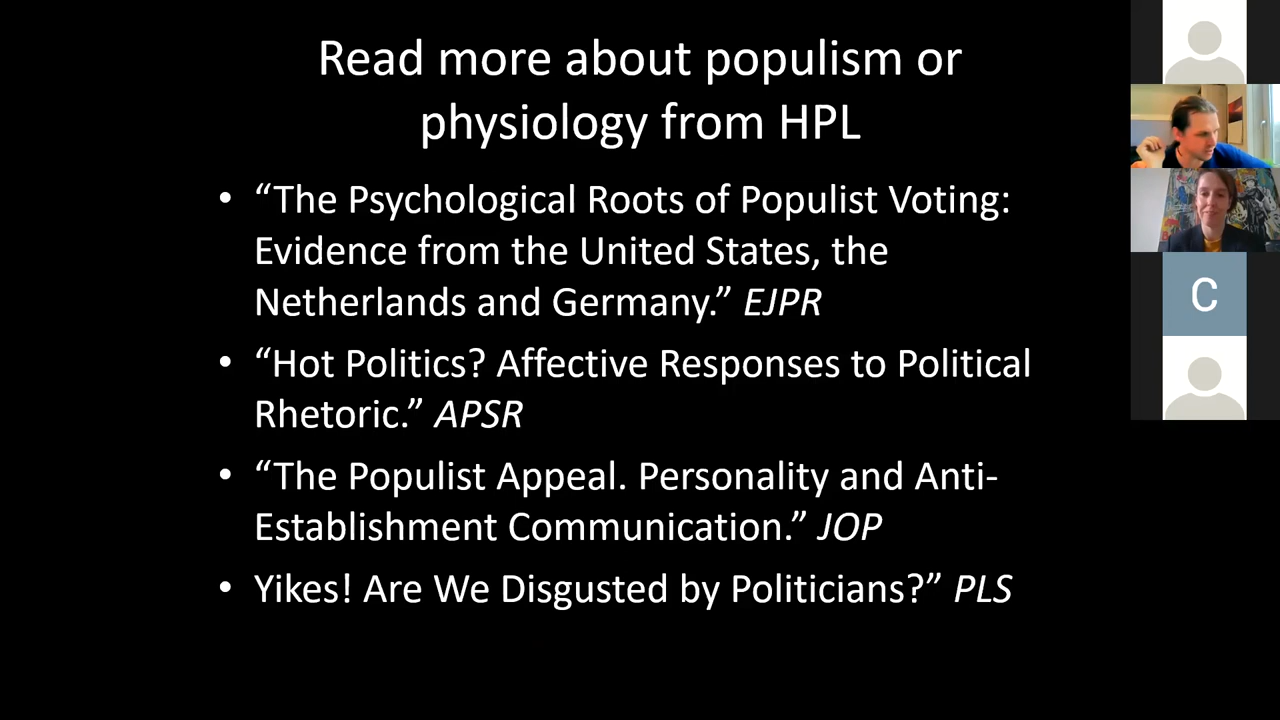 Read more about populism or
physiology from HPL
• “The Psychological Roots of Populist Voting:
Evidence from the United States, the
Netherlands and Germany.” EJPR
• “Hot Politics? Affective Responses to Political
Rhetoric.” APSR
• “The Populist Appeal. Personality and Anti-
Establishment Communication.” JOP
• Yikes! Are We Disgusted by Politicians?” PLS
C